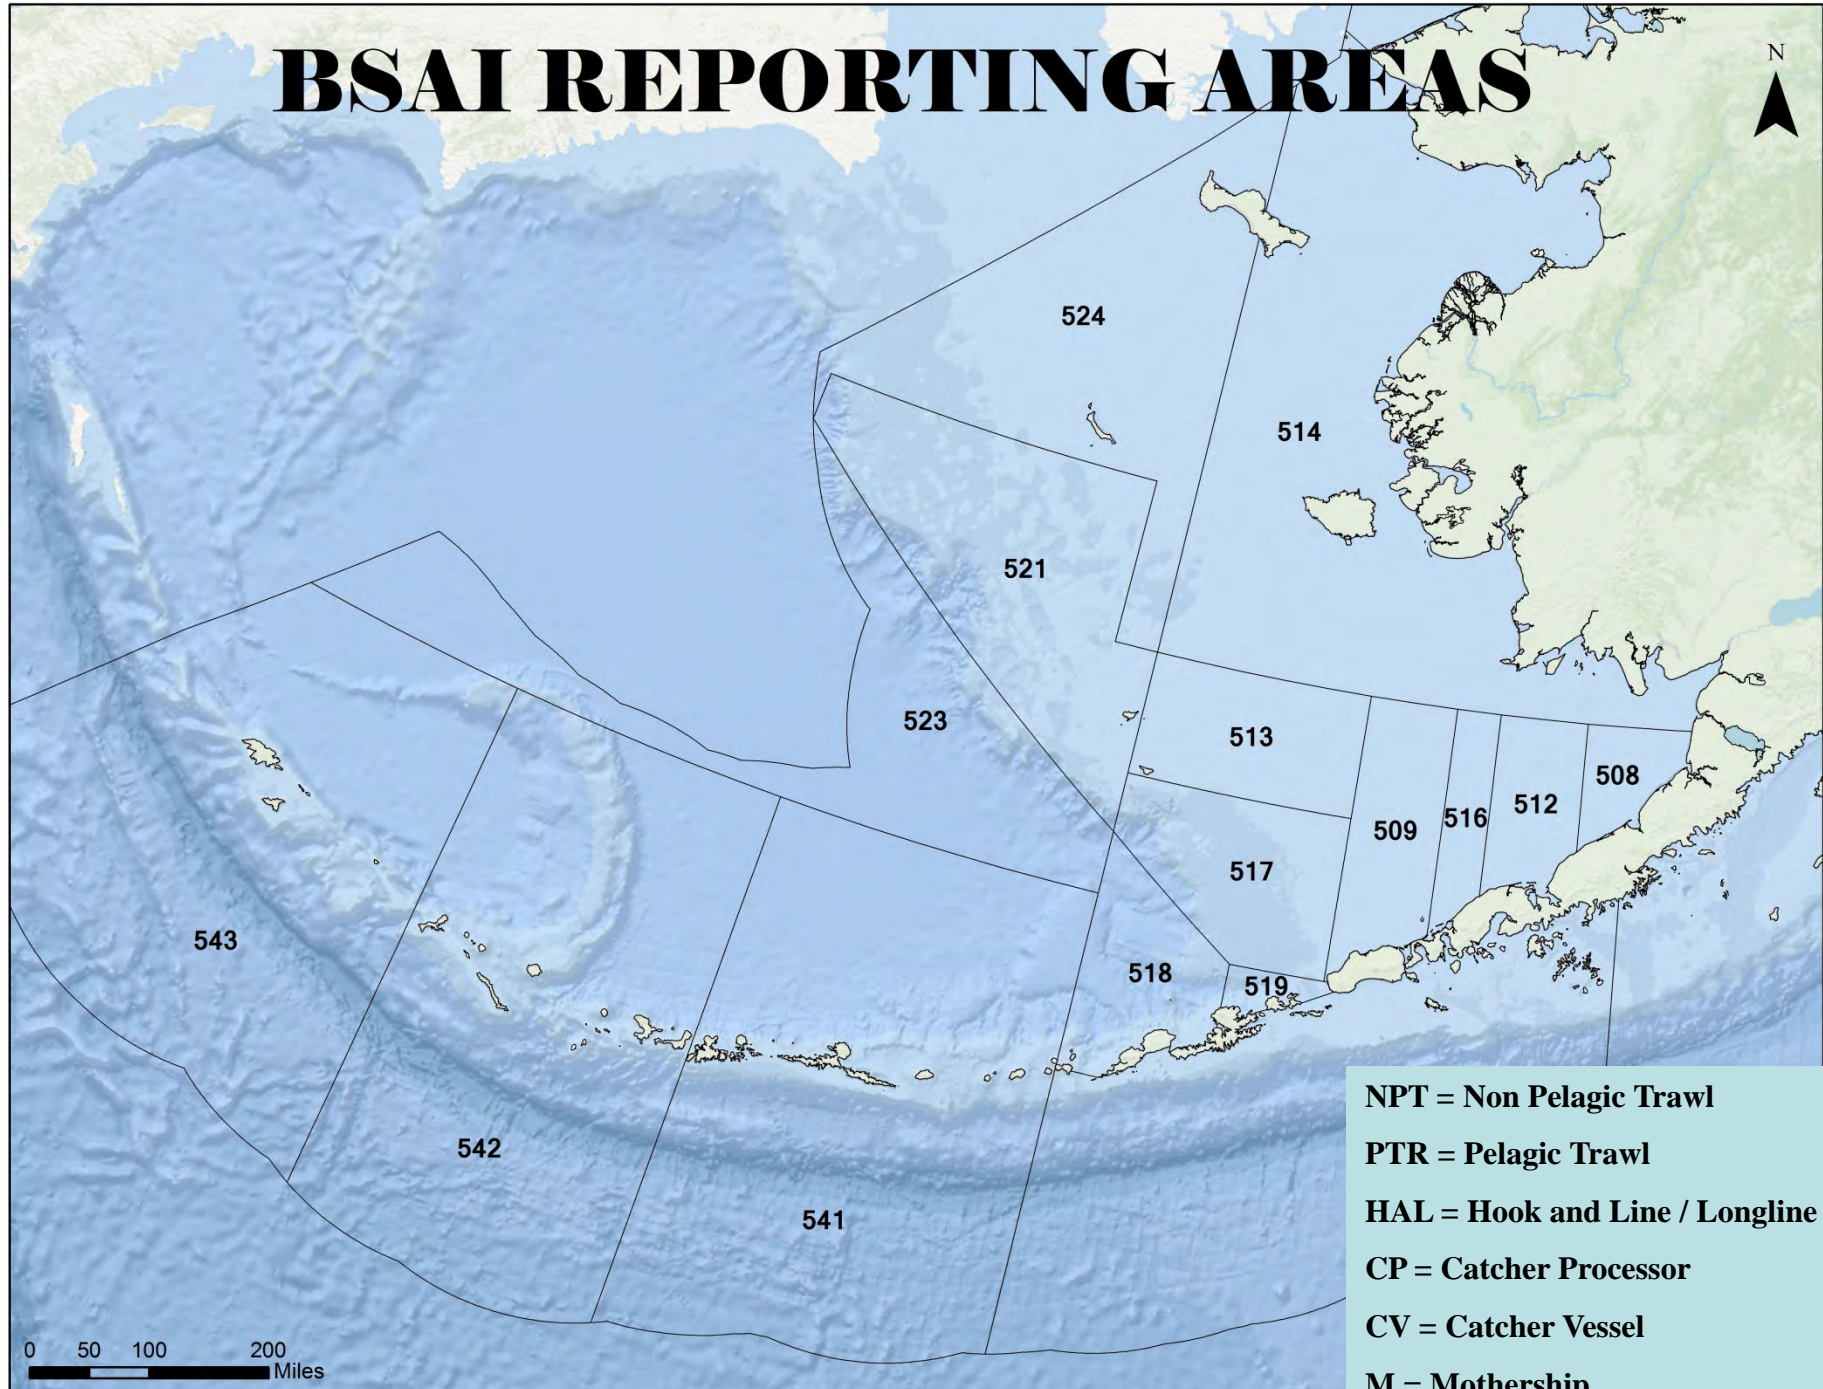 BSAI REPORTING AREAS
N
524
514
521
523
513
508
512
516
509
517
543
518
519
542
541
NPT = Non Pelagic Trawl
PTR = Pelagic Trawl
HAL = Hook and Line / Longline
CP = Catcher Processor
CV = Catcher Vessel
M = Mothership
0 50 100 200
Miles